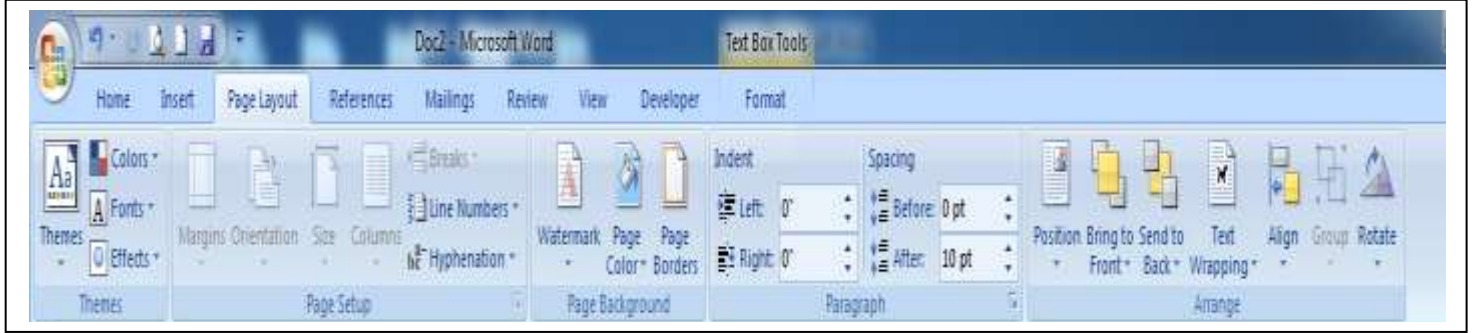 Doc2 - Microsoft Word Text Box Tools
Home Insert Page Layout References Mailings Review View Developer Format
Aa Colors
A Fonts
Themes Effects
Themes
Margins Orientation Size Columns
Breaks
Line Numbers
Hyphenation
Page Setup
Watermark Page Color Page Borders
Page Background
Indent Spacing
Left: 0" Before: 0 pt
Right: 0" After: 10 pt
Paragraph
Position Bring to Front Send to Back Text Wrapping Align Group Rotate
Arrange